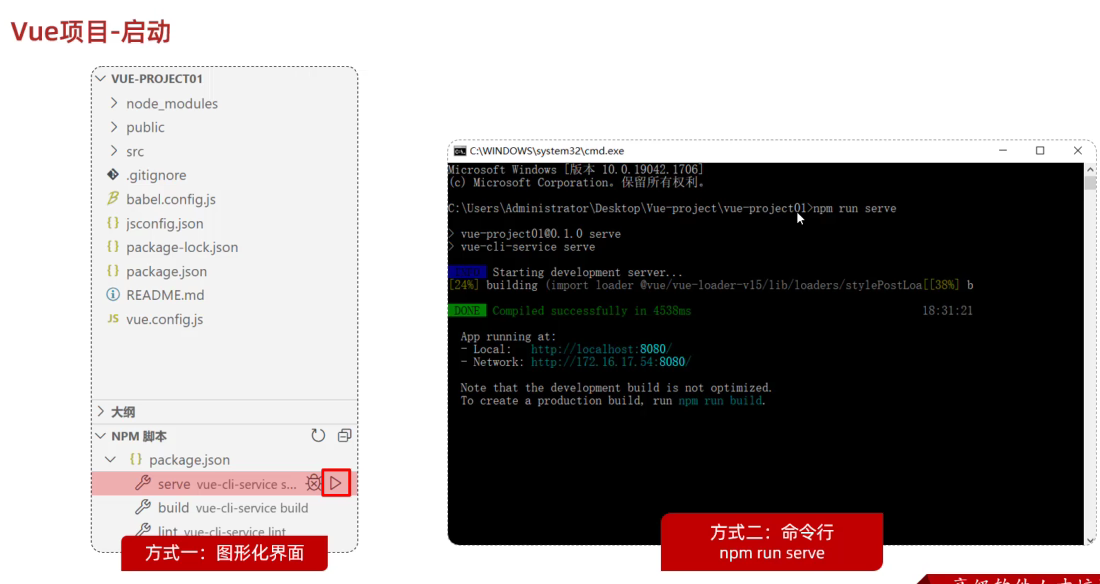 Vue项目-启动
VUE-PROJECT01
node_modules
public
src
.gitignore
babel.config.js
jsconfig.json
package-lock.json
package.json
README.md
vue.config.js
大纲
NPM 脚本
package.json
serve vue-cli-service s...
build vue-cli-service build
lint vue-cli-service lint
方式一：图形化界面
C:\WINDOWS\system32\cmd.exe
Microsoft Windows [版本 10.0.19042.1706]
(c) Microsoft Corporation。保留所有权利。
C:\Users\Administrator\Desktop\Vue-project\vue-project01>npm run serve
> vue-project01@0.1.0 serve
> vue-cli-service serve
INFO Starting development server...
[24%] building (import loader @vue/vue-loader-v15/lib/loaders/stylePostLoa[[38%] b
DONE Compiled successfully in 4538ms 18:31:21
App running at:
- Local: http://localhost:8080/
- Network: http://172.16.17.54:8080/
Note that the development build is not optimized.
To create a production build, run npm run build.
方式二：命令行
npm run serve